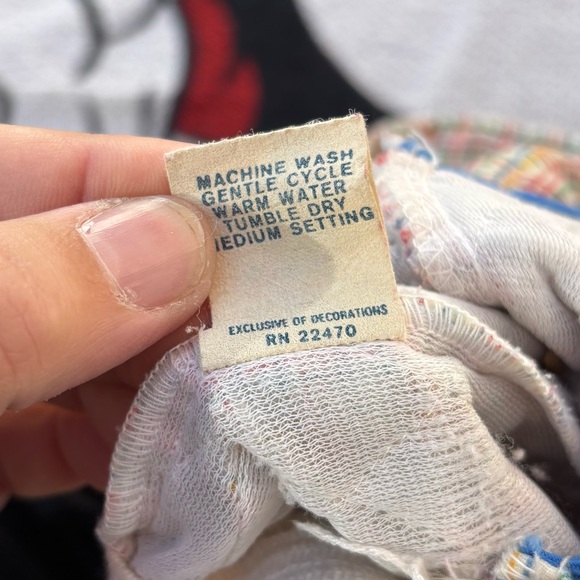 MACHINE WASH
GENTLE CYCLE
WARM WATER
TUMBLE DRY
MEDIUM SETTING
EXCLUSIVE OF DECORATIONS
RN 22470